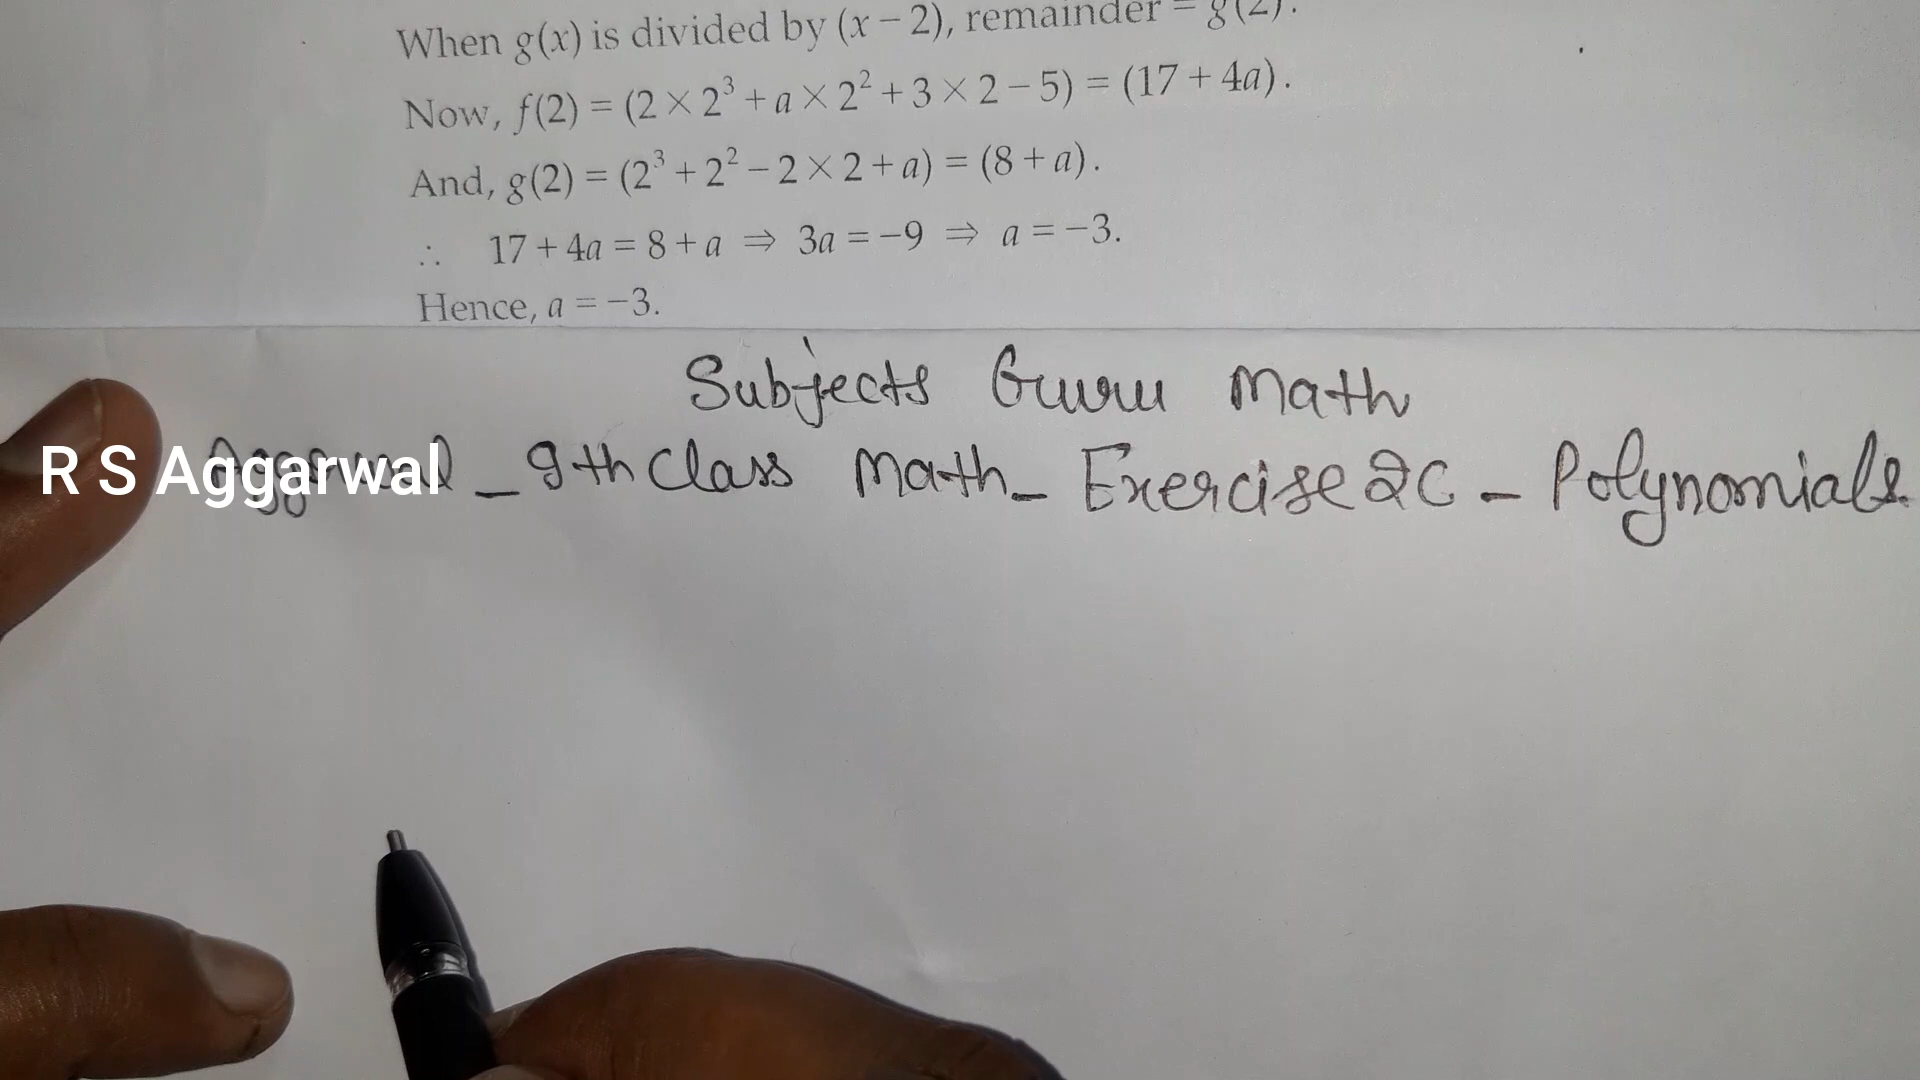 When g(x) is divided by (x − 2), remainder = g(2).
Now, f(2) = (2 × 2³ + a × 2² + 3 × 2 − 5) = (17 + 4a).
And, g(2) = (2³ + 2² − 2 × 2 + a) = (8 + a).
∴ 17 + 4a = 8 + a ⇒ 3a = −9 ⇒ a = −3.
Hence, a = −3.
Subjects Guru Math
R S Aggarwal
Aggarwal _ 9th Class Math - Exercise 2C - Polynomials